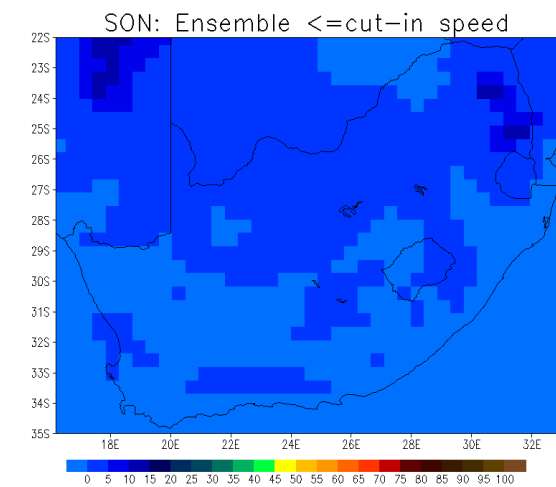 SON: Ensemble <=cut-in speed
22S
23S
24S
25S
26S
27S
28S
29S
30S
31S
32S
33S
34S
35S
18E 20E 22E 24E 26E 28E 30E 32E
0 5 10 15 20 25 30 35 40 45 50 55 60 65 70 75 80 85 90 95 100